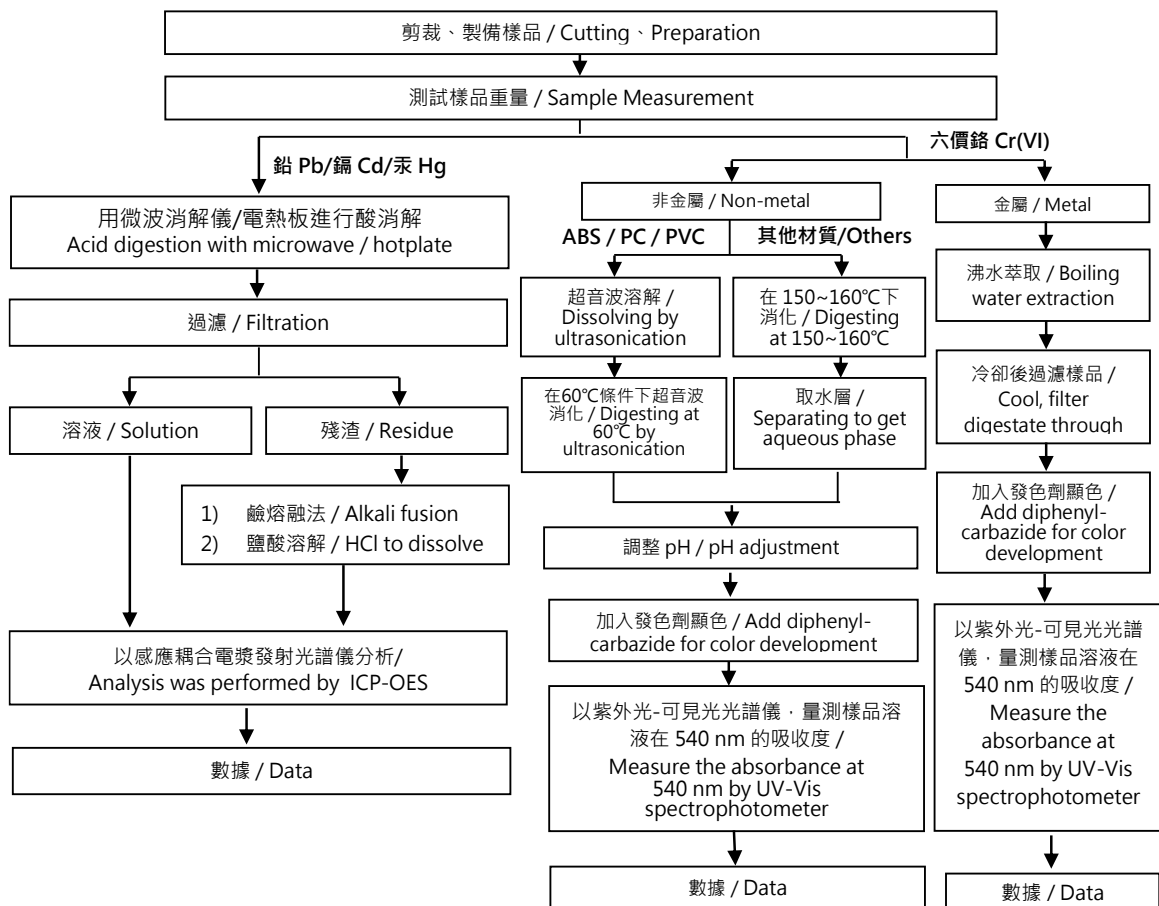 剪裁、製備樣品 / Cutting、Preparation
測試樣品重量 / Sample Measurement
鉛 Pb/鎘 Cd/汞 Hg
用微波消解儀/電熱板進行酸消解
Acid digestion with microwave / hotplate
過濾 / Filtration
溶液 / Solution
殘渣 / Residue
1) 鹼熔融法 / Alkali fusion
2) 鹽酸溶解 / HCl to dissolve
以感應耦合電漿發射光譜儀分析/
Analysis was performed by ICP-OES
數據 / Data
六價鉻 Cr(VI)
非金屬 / Non-metal
ABS / PC / PVC
其他材質/Others
超音波溶解 /
Dissolving by
ultrasonication
在60℃條件下超音波
消化 / Digesting at
60℃ by
ultrasonication
在 150~160℃下
消化 / Digesting
at 150~160℃
取水層 /
Separating to get
aqueous phase
調整 pH / pH adjustment
加入發色劑顯色 / Add diphenyl-
carbazide for color development
以紫外光-可見光光譜儀﹐量測樣品溶
液在 540 nm 的吸收度 /
Measure the absorbance at
540 nm by UV-Vis
spectrophotometer
數據 / Data
金屬 / Metal
沸水萃取 / Boiling
water extraction
冷卻後過濾樣品 /
Cool, filter
digestate through
加入發色劑顯色 /
Add diphenyl-
carbazide for color
development
以紫外光-可見光光譜
儀﹐量測樣品溶液在
540 nm 的吸收度 /
Measure the
absorbance at
540 nm by UV-Vis
spectrophotometer
數據 / Data